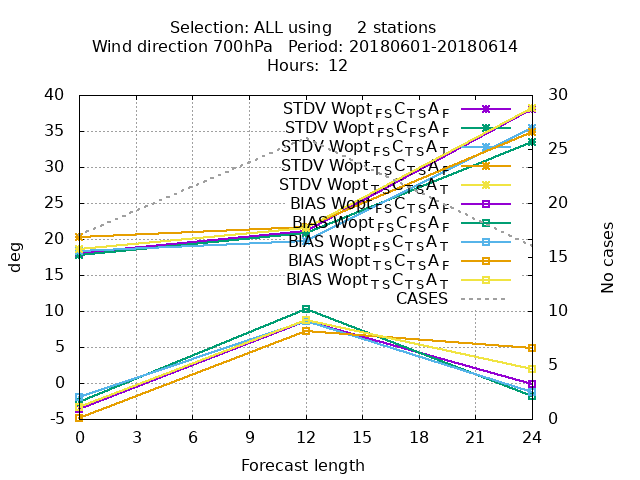 Selection: ALL using 2 stations
Wind direction 700hPa Period: 20180601-20180614
Hours: 12
40 30
35
30
25
20
15
10
5
0
-5
25
20
15
10
5
0
deg
No cases
STDV Wopt_FS C_TS A_F
STDV Wopt_FS C_FS A_F
STDV Wopt_FS C_TS A_T
STDV Wopt_TS C_TS A_F
STDV Wopt_TS C_TS A_T
BIAS Wopt_FS C_TS A_F
BIAS Wopt_FS C_FS A_F
BIAS Wopt_FS C_TS A_T
BIAS Wopt_TS C_TS A_F
BIAS Wopt_TS C_TS A_T
CASES
0 3 6 9 12 15 18 21 24
Forecast length